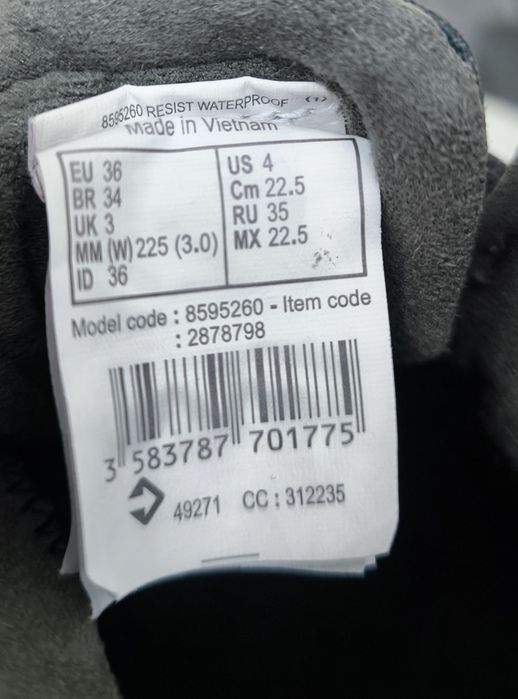 8595260 RESIST WATERPROOF (1)
Made in Vietnam
EU 36
BR 34
UK 3
MM (W) 225 (3.0)
ID 36
US 4
Cm 22.5
RU 35
MX 22.5
Model code : 8595260 - Item code
: 2878798
3 583787 701775
49271 CC : 312235